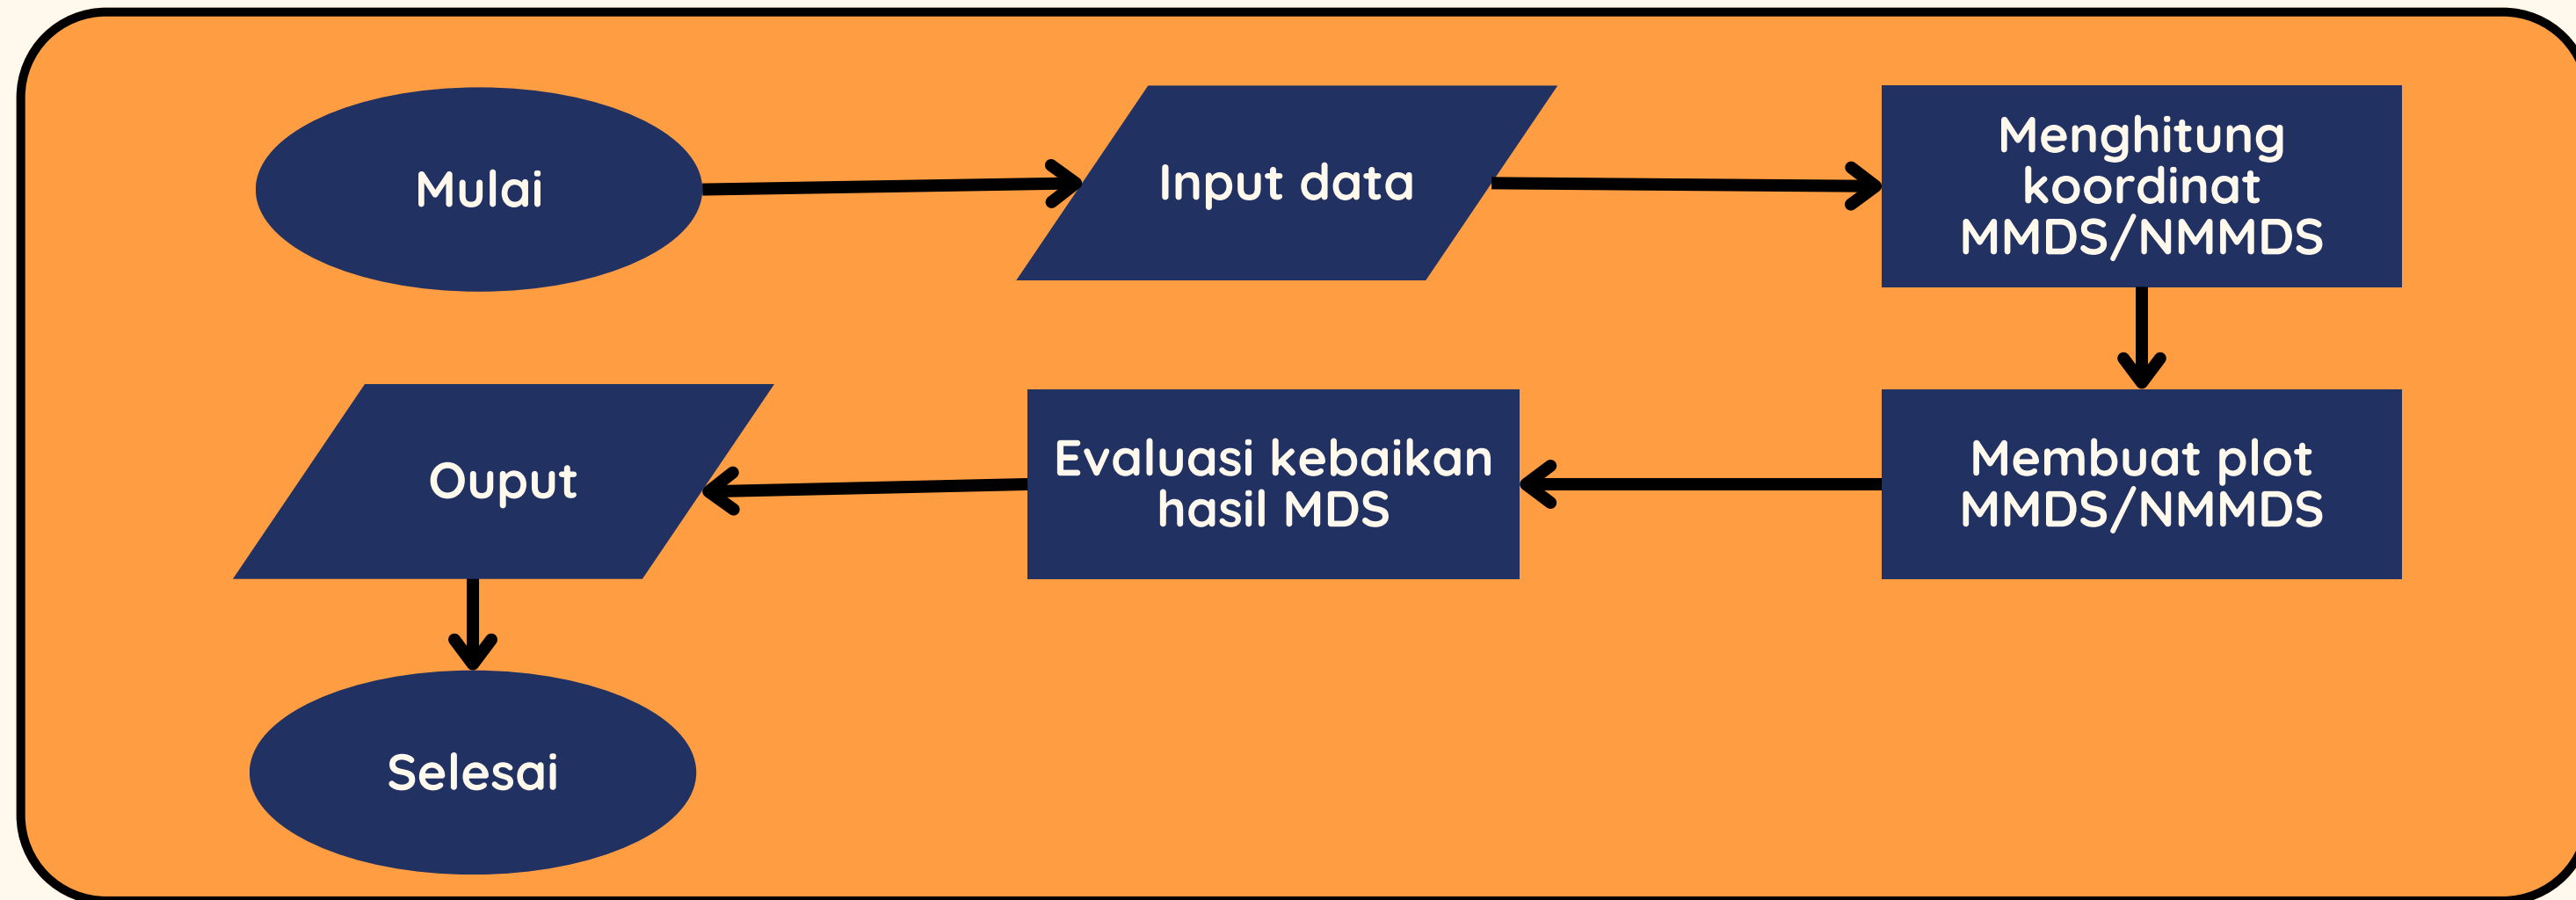 Mulai
Input data
Menghitung
koordinat
MMDS/NMMDS
Membuat plot
MMDS/NMMDS
Evaluasi kebaikan
hasil MDS
Ouput
Selesai